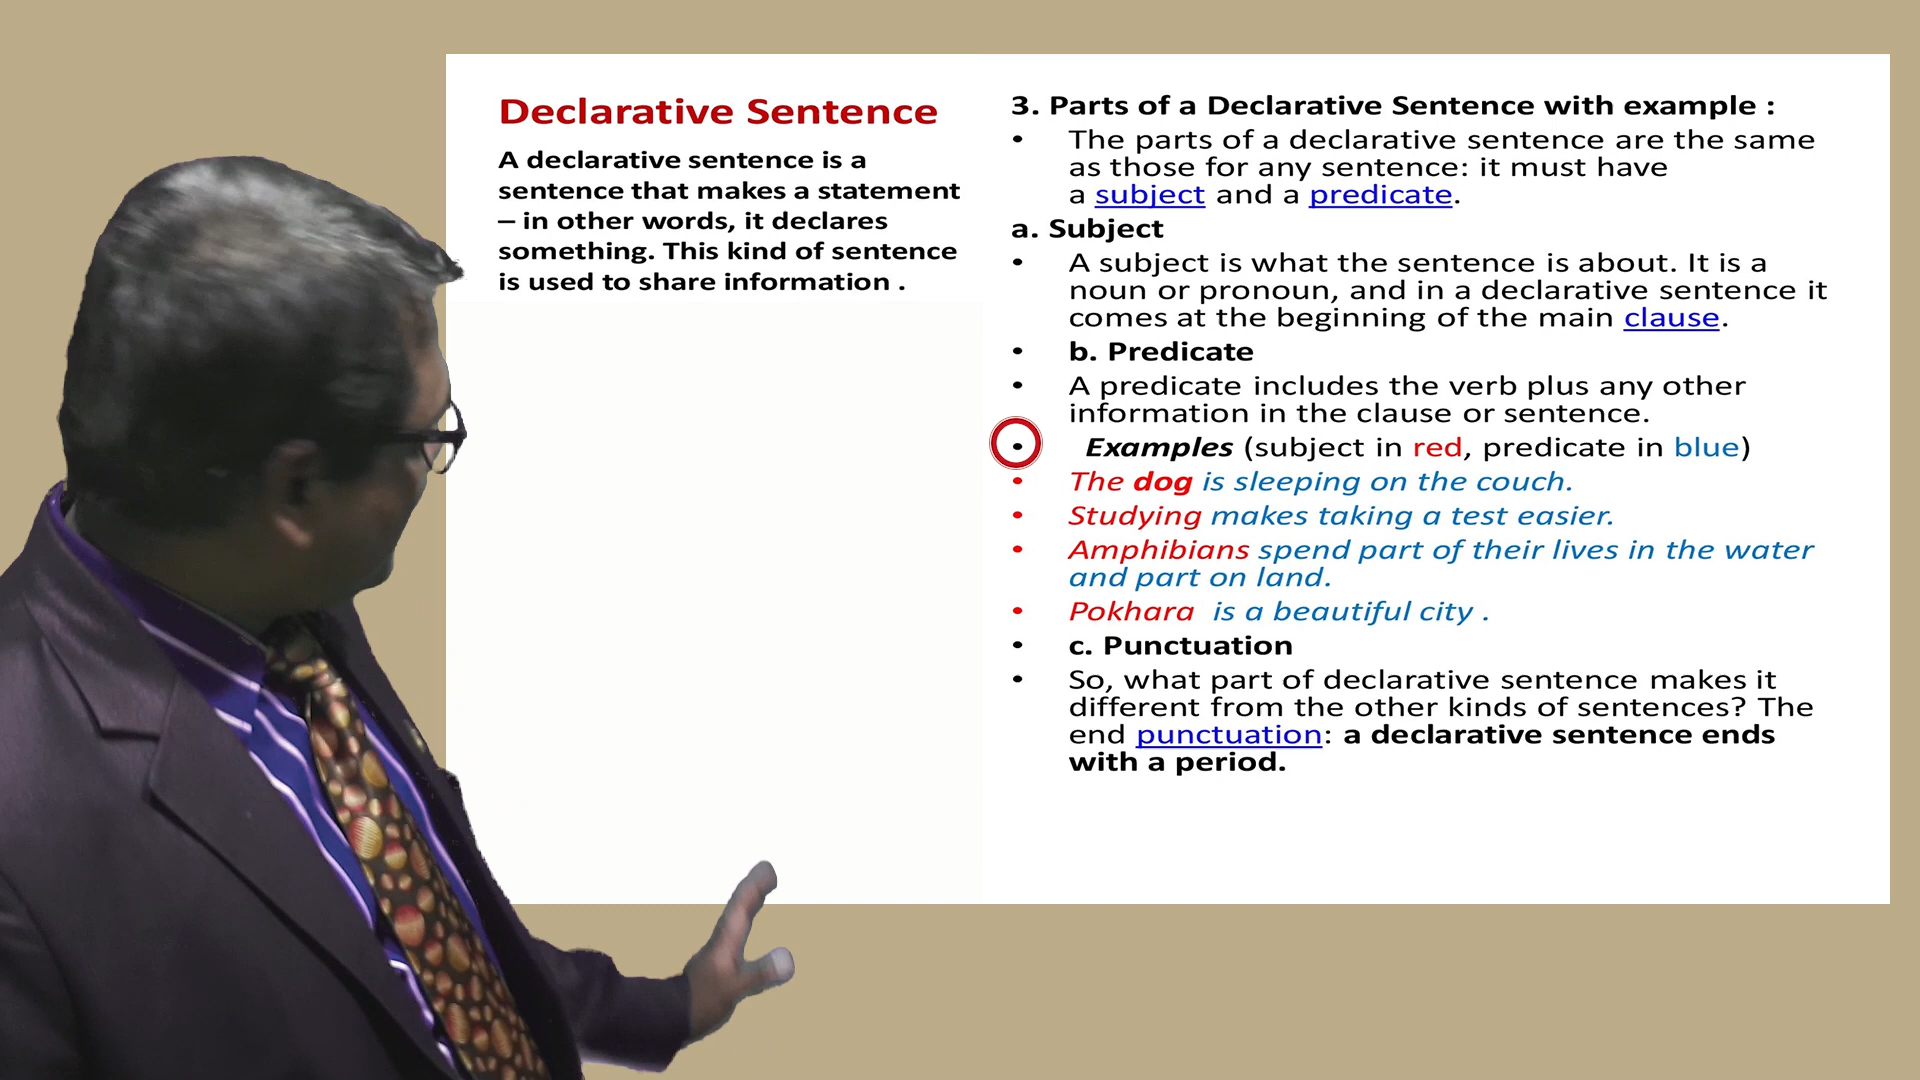 Declarative Sentence
A declarative sentence is a
sentence that makes a statement
– in other words, it declares
something. This kind of sentence
is used to share information .
3. Parts of a Declarative Sentence with example :
• The parts of a declarative sentence are the same
as those for any sentence: it must have
a subject and a predicate.
a. Subject
• A subject is what the sentence is about. It is a
noun or pronoun, and in a declarative sentence it
comes at the beginning of the main clause.
• b. Predicate
• A predicate includes the verb plus any other
information in the clause or sentence.
• Examples (subject in red, predicate in blue)
• The dog is sleeping on the couch.
• Studying makes taking a test easier.
• Amphibians spend part of their lives in the water
and part on land.
• Pokhara is a beautiful city .
• c. Punctuation
• So, what part of declarative sentence makes it
different from the other kinds of sentences? The
end punctuation: a declarative sentence ends
with a period.